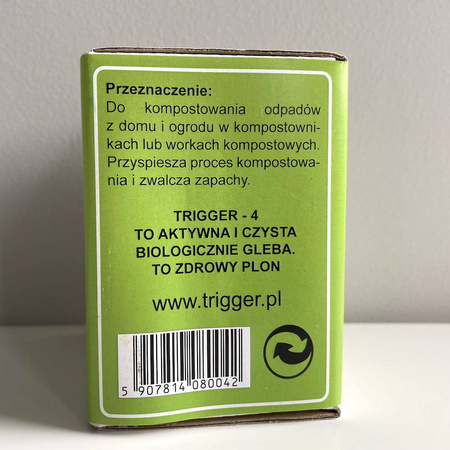 Przeznaczenie:
Do kompostowania odpadów
z domu i ogrodu w kompostowni-
kach lub workach kompostowych.
Przyspiesza proces kompostowa-
nia i zwalcza zapachy.
TRIGGER - 4
TO AKTYWNA I CZYSTA
BIOLOGICZNIE GLEBA.
TO ZDROWY PLON
www.trigger.pl
5 907814 080042